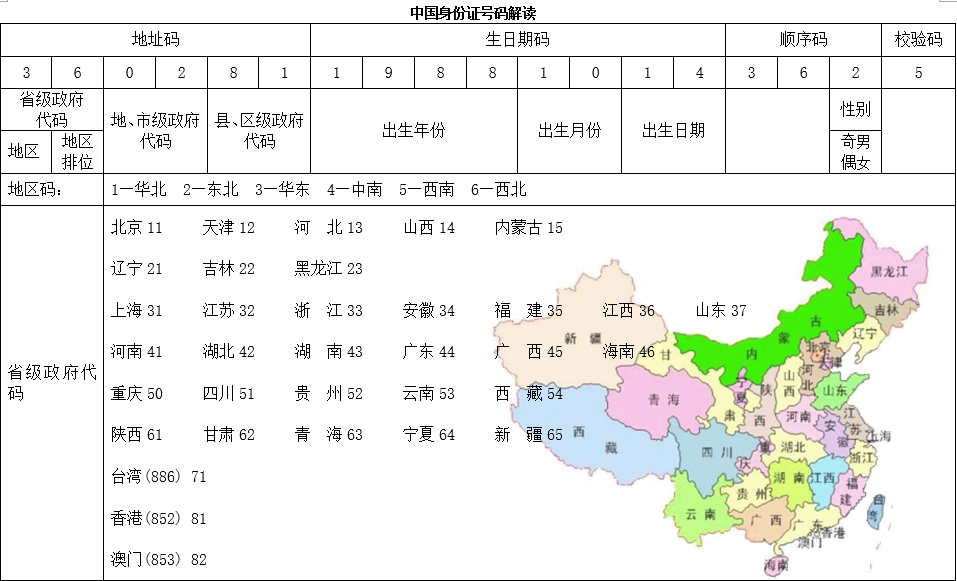 中国身份证号码解读
地址码 生日期码 顺序码 校验码
3 6 0 2 8 1 1 9 8 8 1 0 1 4 3 6 2 5
省级政府代码 地、市级政府代码 县、区级政府代码 出生年份 出生月份 出生日期 性别
地区 地区排位 奇男偶女
地区码: 1—华北 2—东北 3—华东 4—中南 5—西南 6—西北
省级政府代码
北京 11 天津 12 河 北 13 山西 14 内蒙古 15
辽宁 21 吉林 22 黑龙江 23
上海 31 江苏 32 浙 江 33 安徽 34 福 建 35 江西 36 山东 37
河南 41 湖北 42 湖 南 43 广东 44 广 西 45 海南 46
重庆 50 四川 51 贵 州 52 云南 53 西 藏 54
陕西 61 甘肃 62 青 海 63 宁夏 64 新 疆 65
台湾(886) 71
香港(852) 81
澳门(853) 82
黑龙江
吉林
辽宁
内蒙古
新疆
甘肃
北京
天津
河北
山西
山东
宁夏
陕西
青海
河南
江苏
安徽
上海
西藏
四川
重庆
湖北
浙江
湖南
江西
福建
贵州
云南
广西
广东
台湾
香港
澳门
海南